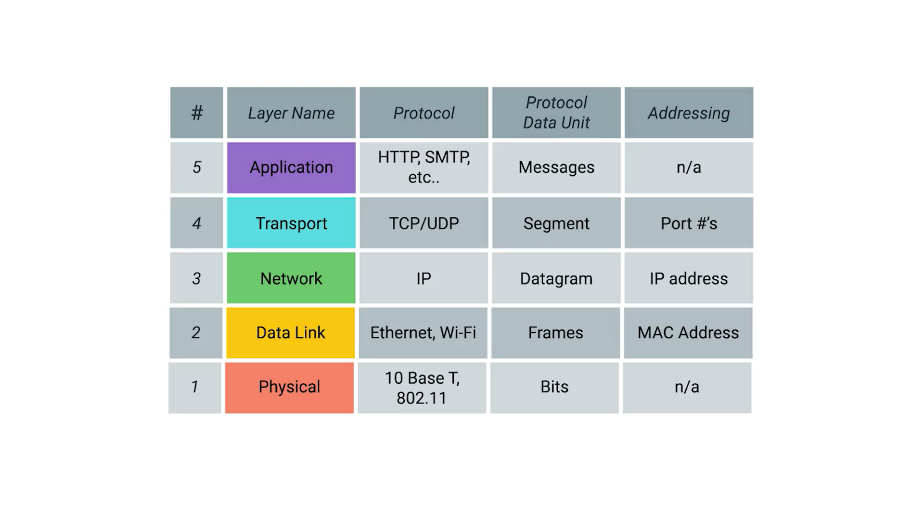 # Layer Name Protocol Protocol Data Unit Addressing
5 Application HTTP, SMTP, etc.. Messages n/a
4 Transport TCP/UDP Segment Port #'s
3 Network IP Datagram IP address
2 Data Link Ethernet, Wi-Fi Frames MAC Address
1 Physical 10 Base T, 802.11 Bits n/a